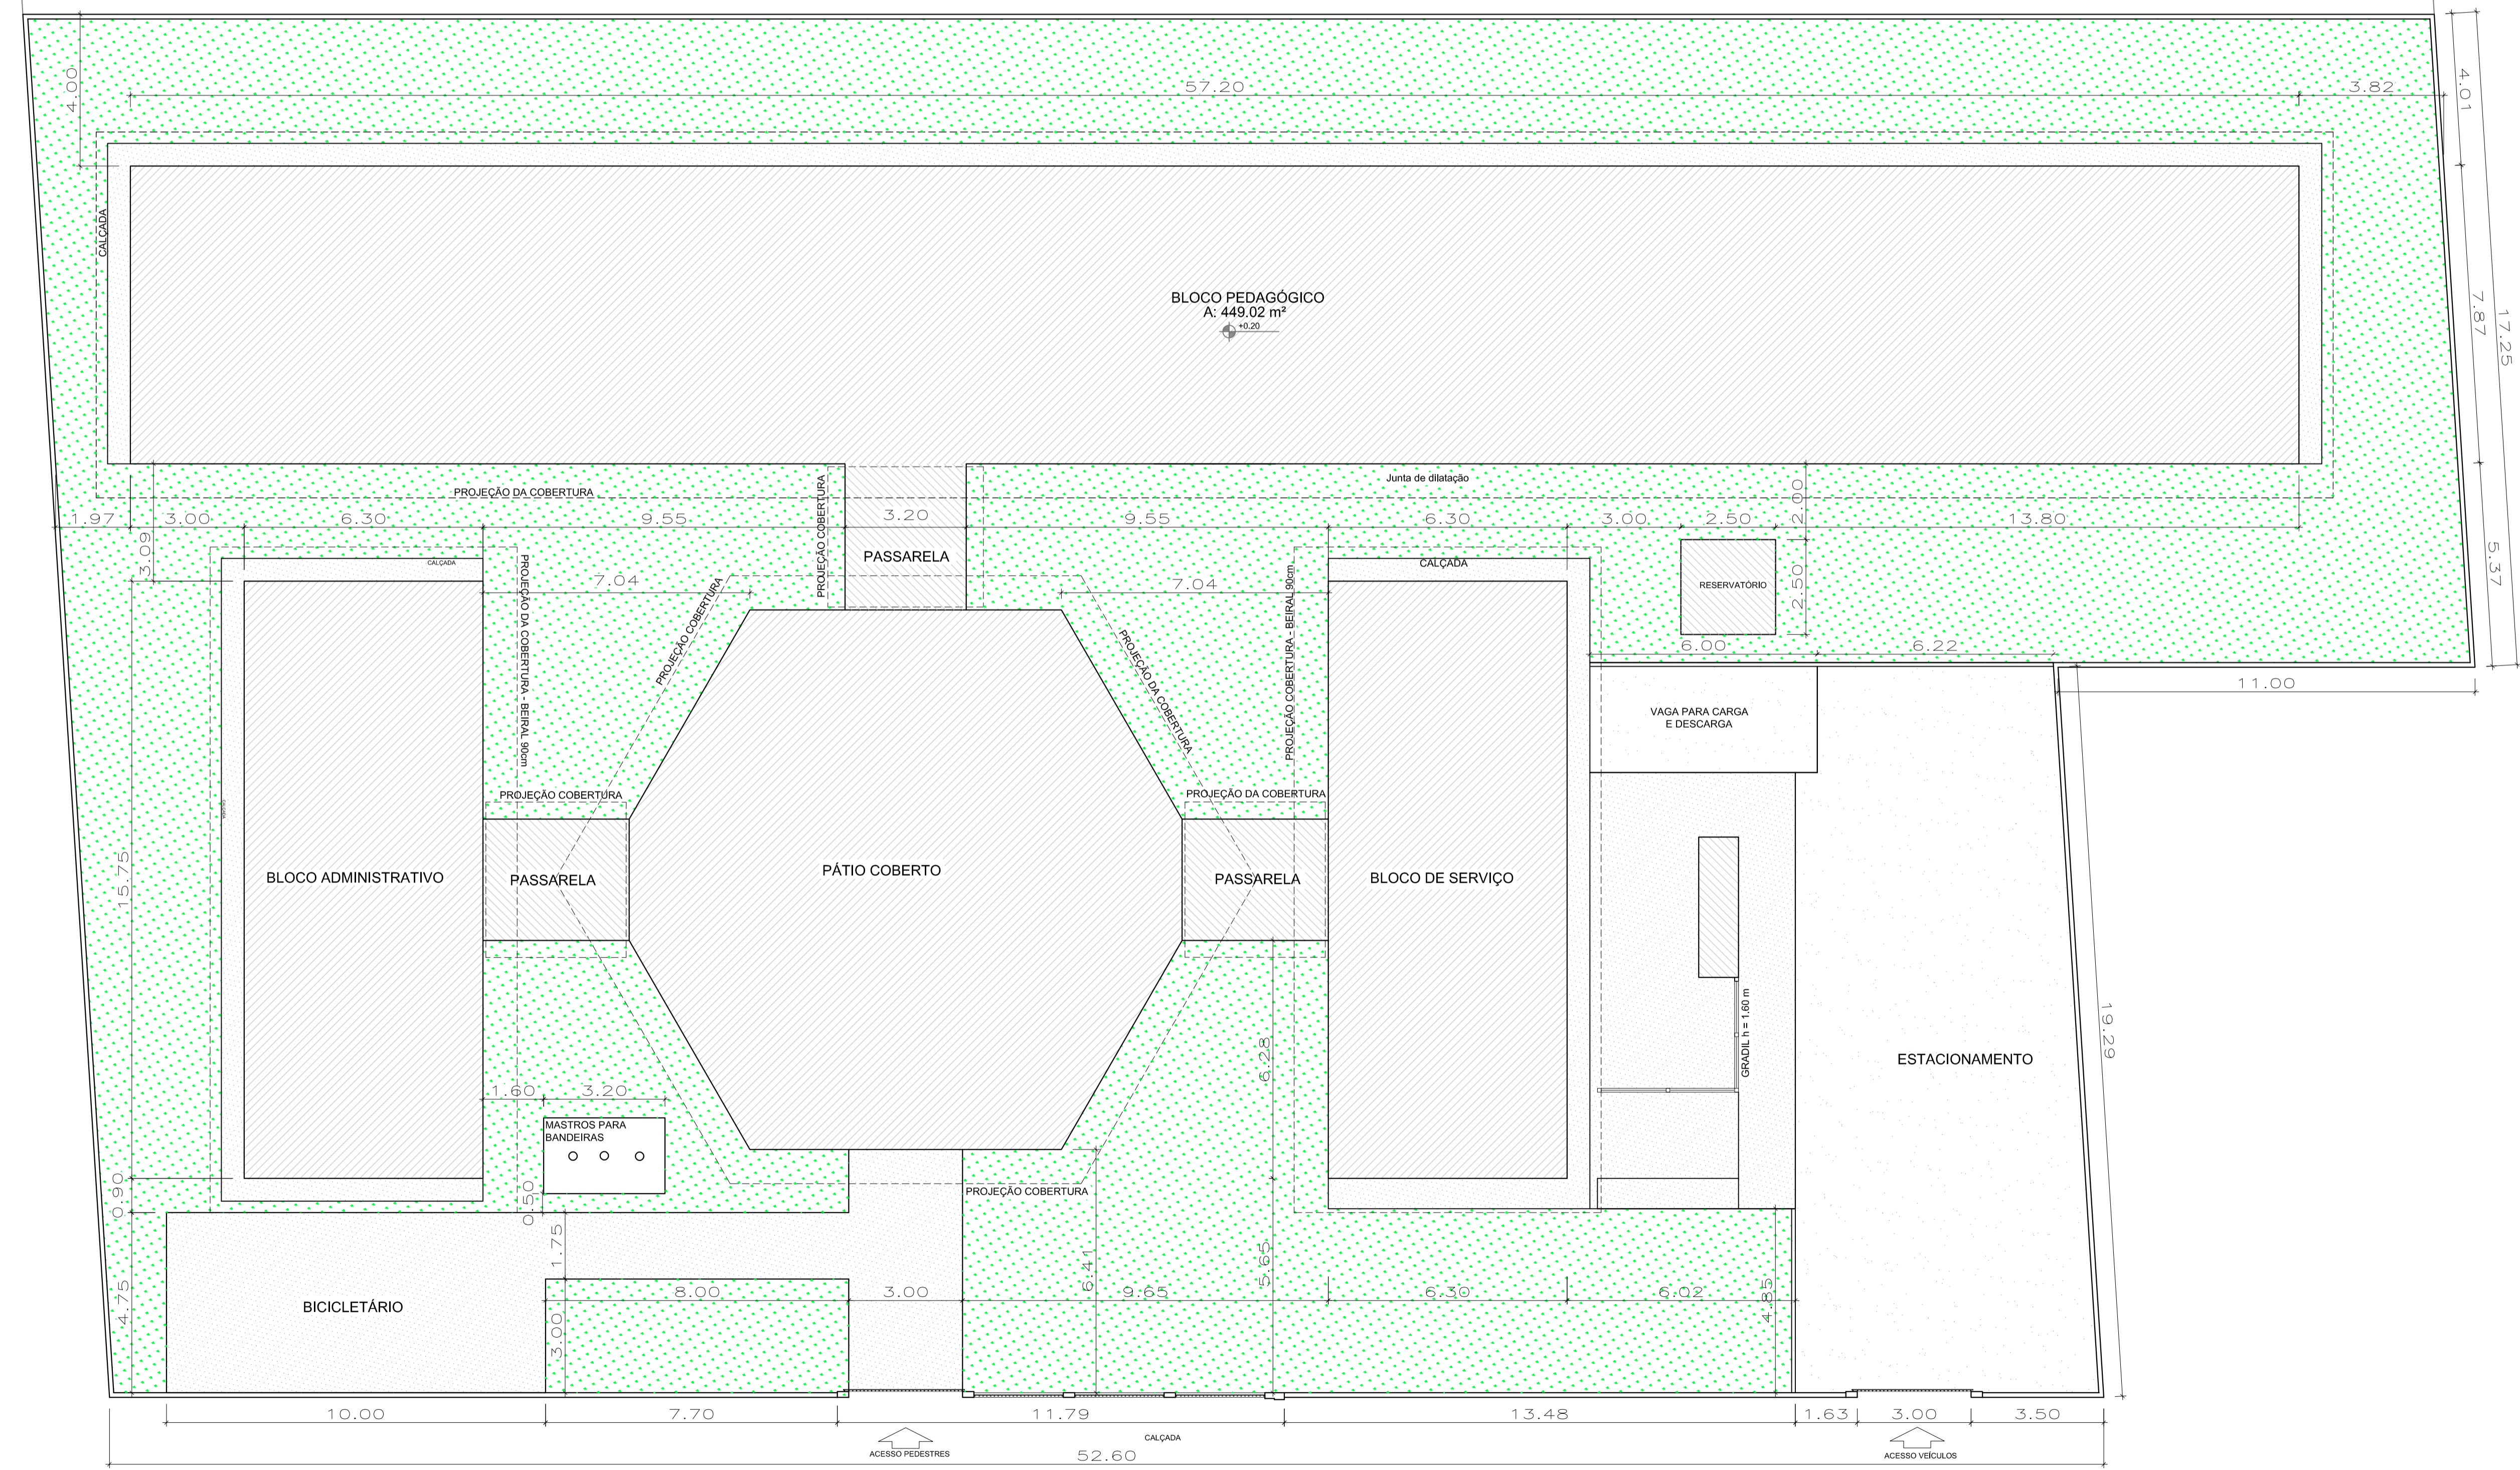 57.20
3.82
4.00
4.01
CALÇADA
BLOCO PEDAGÓGICO
A: 449.02 m²
+0.20
7.87
17.25
PROJEÇÃO DA COBERTURA
PROJEÇÃO COBERTURA
Junta de dilatação
2.00
1.97
3.00
6.30
9.55
3.20
9.55
6.30
3.00
2.50
13.80
3.09
CALÇADA
PROJEÇÃO DA COBERTURA - BEIRAL 90cm
7.04
PROJEÇÃO COBERTURA
PASSARELA
7.04
PROJEÇÃO DA COBERTURA
PROJEÇÃO COBERTURA - BEIRAL 90cm
CALÇADA
RESERVATÓRIO
2.50
5.37
6.00
6.22
11.00
VAGA PARA CARGA
E DESCARGA
PROJEÇÃO COBERTURA
PROJEÇÃO DA COBERTURA
15.75
BLOCO ADMINISTRATIVO
PASSARELA
PÁTIO COBERTO
PASSARELA
BLOCO DE SERVIÇO
GRADIL h = 1.60 m
19.29
ESTACIONAMENTO
6.28
1.60
3.20
MASTROS PARA
BANDEIRAS
0.90
0.50
PROJEÇÃO COBERTURA
1.75
6.41
5.65
4.75
BICICLETÁRIO
8.00
3.00
9.65
6.30
6.02
4.85
3.00
10.00
7.70
11.79
13.48
1.63
3.00
3.50
CALÇADA
ACESSO PEDESTRES
52.60
ACESSO VEÍCULOS